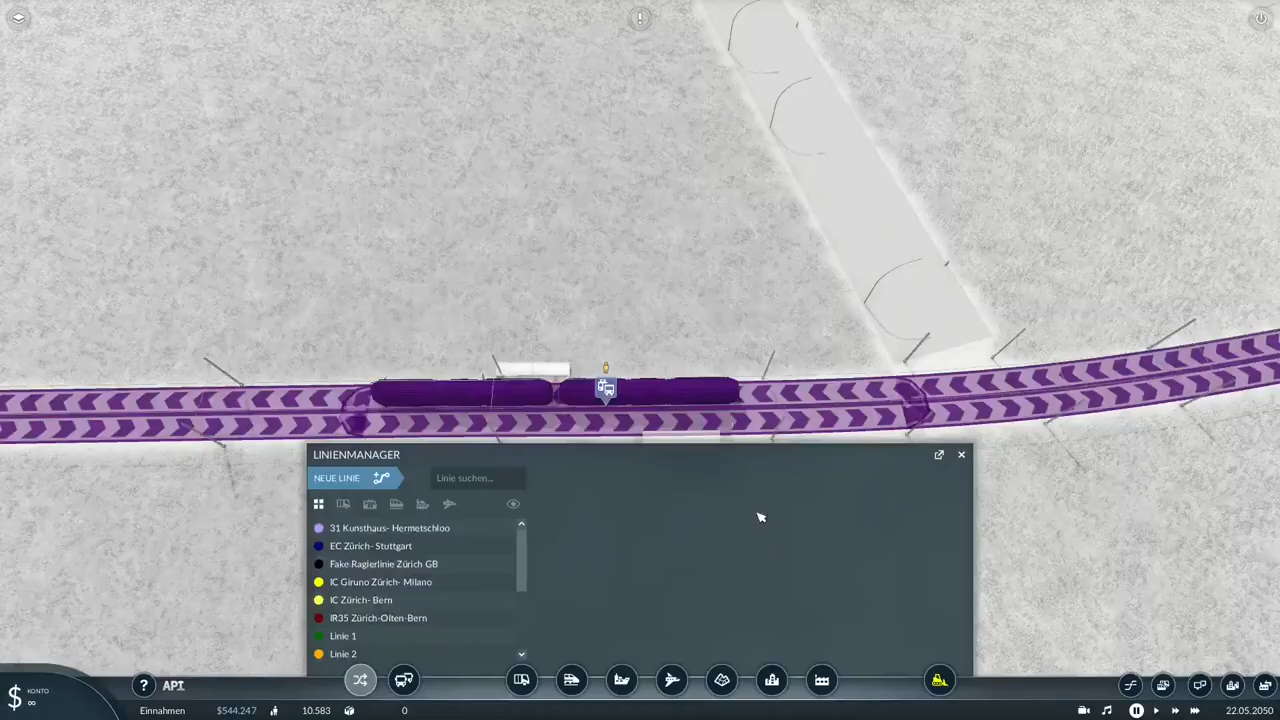 LINIENMANAGER
NEUE LINIE
Linie suchen...
31 Kunsthaus- Hermetschloo
EC Zürich- Stuttgart
Fake Ragierlinie Zürich GB
IC Giruno Zürich- Milano
IC Zürich- Bern
IR35 Zürich-Olten-Bern
Linie 1
Linie 2
$ KONTO
∞
? API
Einnahmen $544.247 10.583 0 22.05.2050